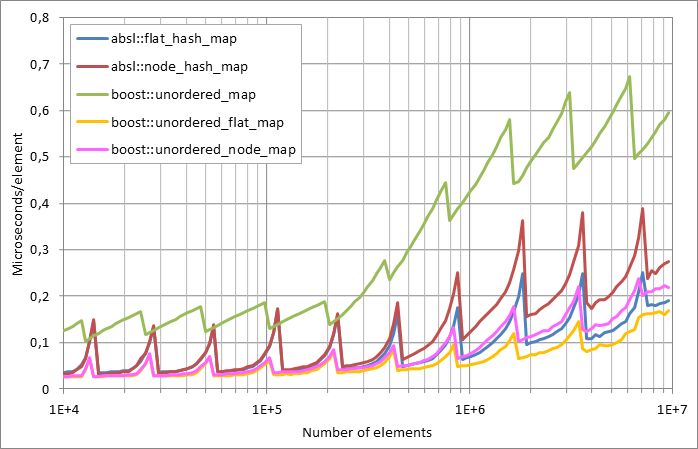 0,8
0,7
0,6
0,5
0,4
0,3
0,2
0,1
0
Microseconds/element
absl::flat_hash_map
absl::node_hash_map
boost::unordered_map
boost::unordered_flat_map
boost::unordered_node_map
1E+4 1E+5 1E+6 1E+7
Number of elements